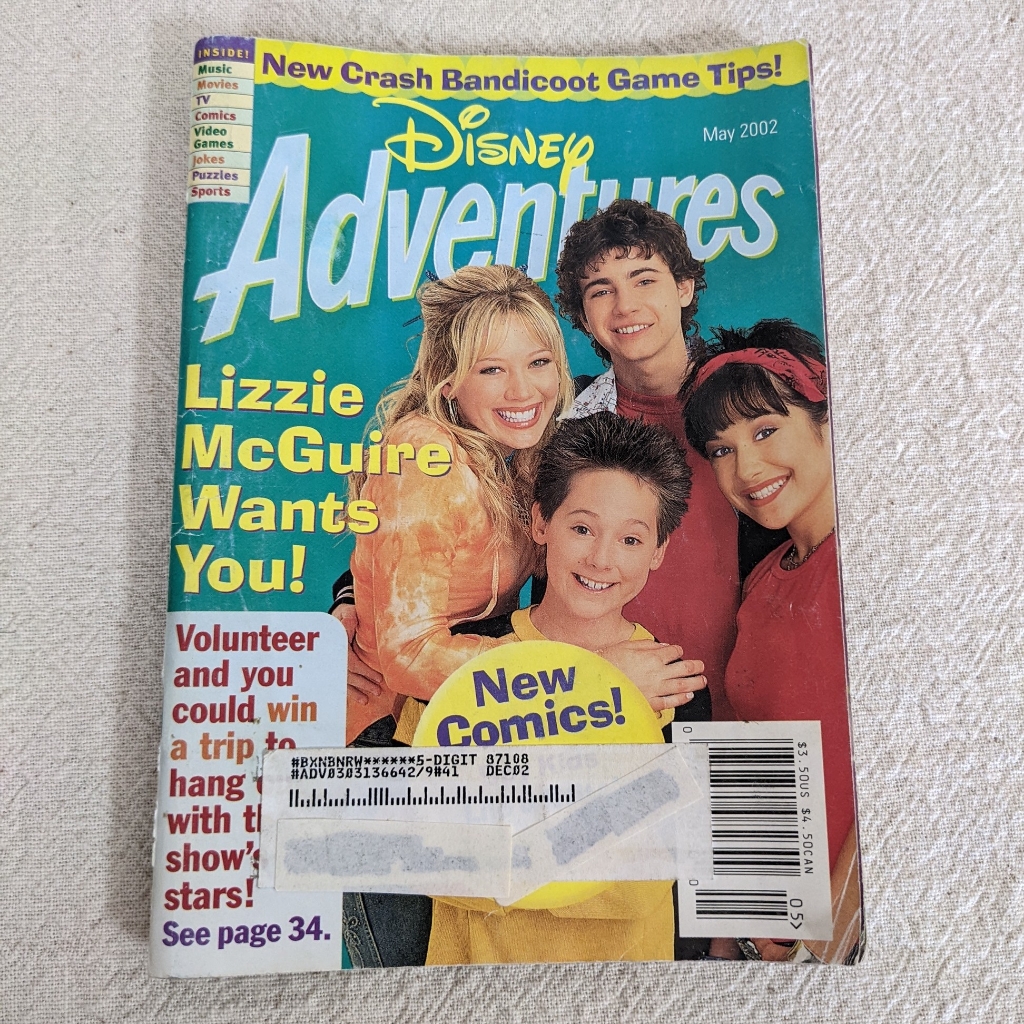 INSIDE!
Music
Movies
TV
Comics
Video
Games
Jokes
Puzzles
Sports
New Crash Bandicoot Game Tips!
Disney
May 2002
Adventures
Lizzie
McGuire
Wants
You!
Volunteer
and you
could win
a trip to
hang
with
show's
stars!
See page 34.
New
Comics!
#BXNBNRW******5-DIGIT 87108
#ADV0303136642/9#41 DEC02
$3.50US $4.50CAN
0
0
05>